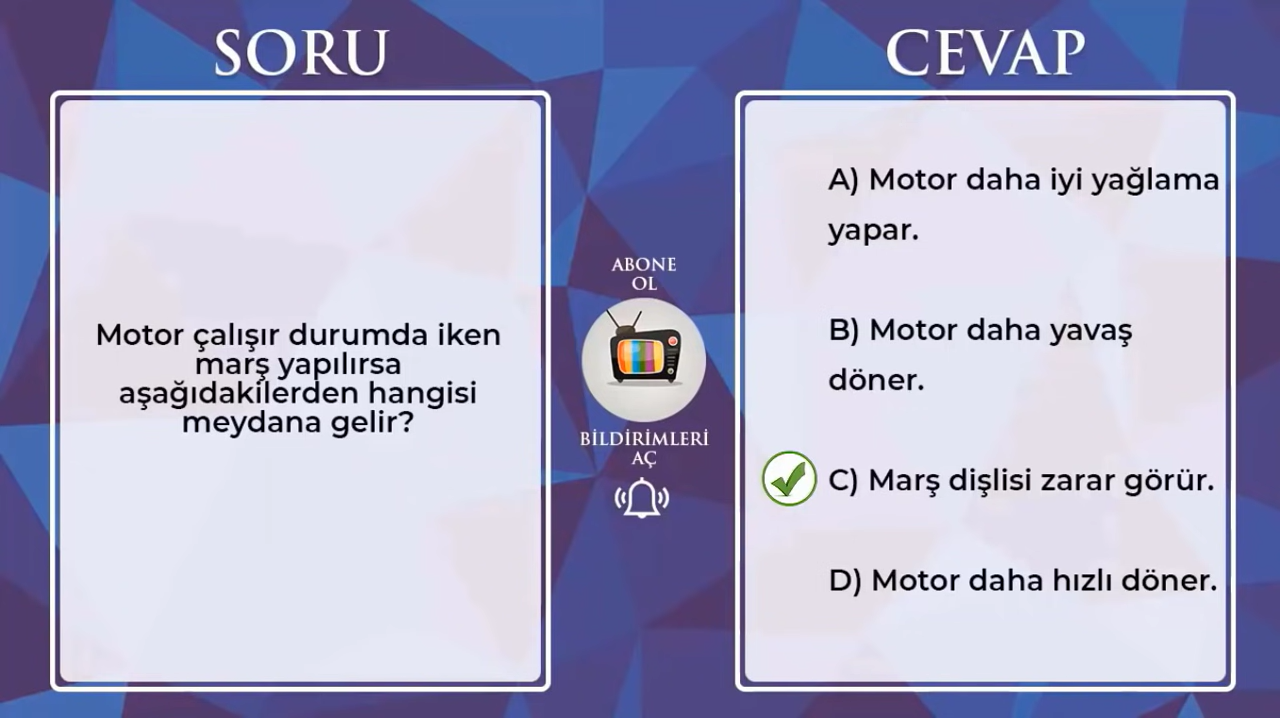 SORU
Motor çalışır durumda iken
marş yapılırsa
aşağıdakilerden hangisi
meydana gelir?
ABONE
OL
BİLDİRİMLERİ
AÇ
CEVAP
A) Motor daha iyi yağlama
yapar.
B) Motor daha yavaş
döner.
C) Marş dişlisi zarar görür.
D) Motor daha hızlı döner.